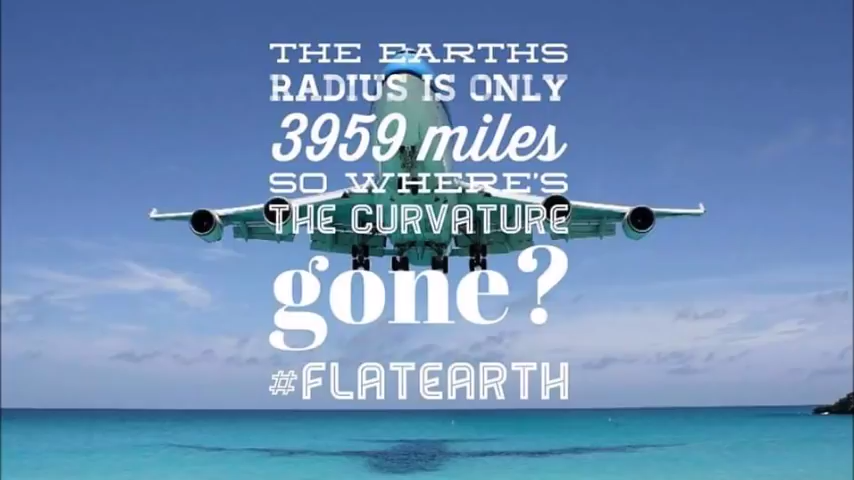 THE EARTHS
RADIUS IS ONLY
3959 miles
SO WHERE'S
THE CURVATURE
gone?
#FLATEARTH